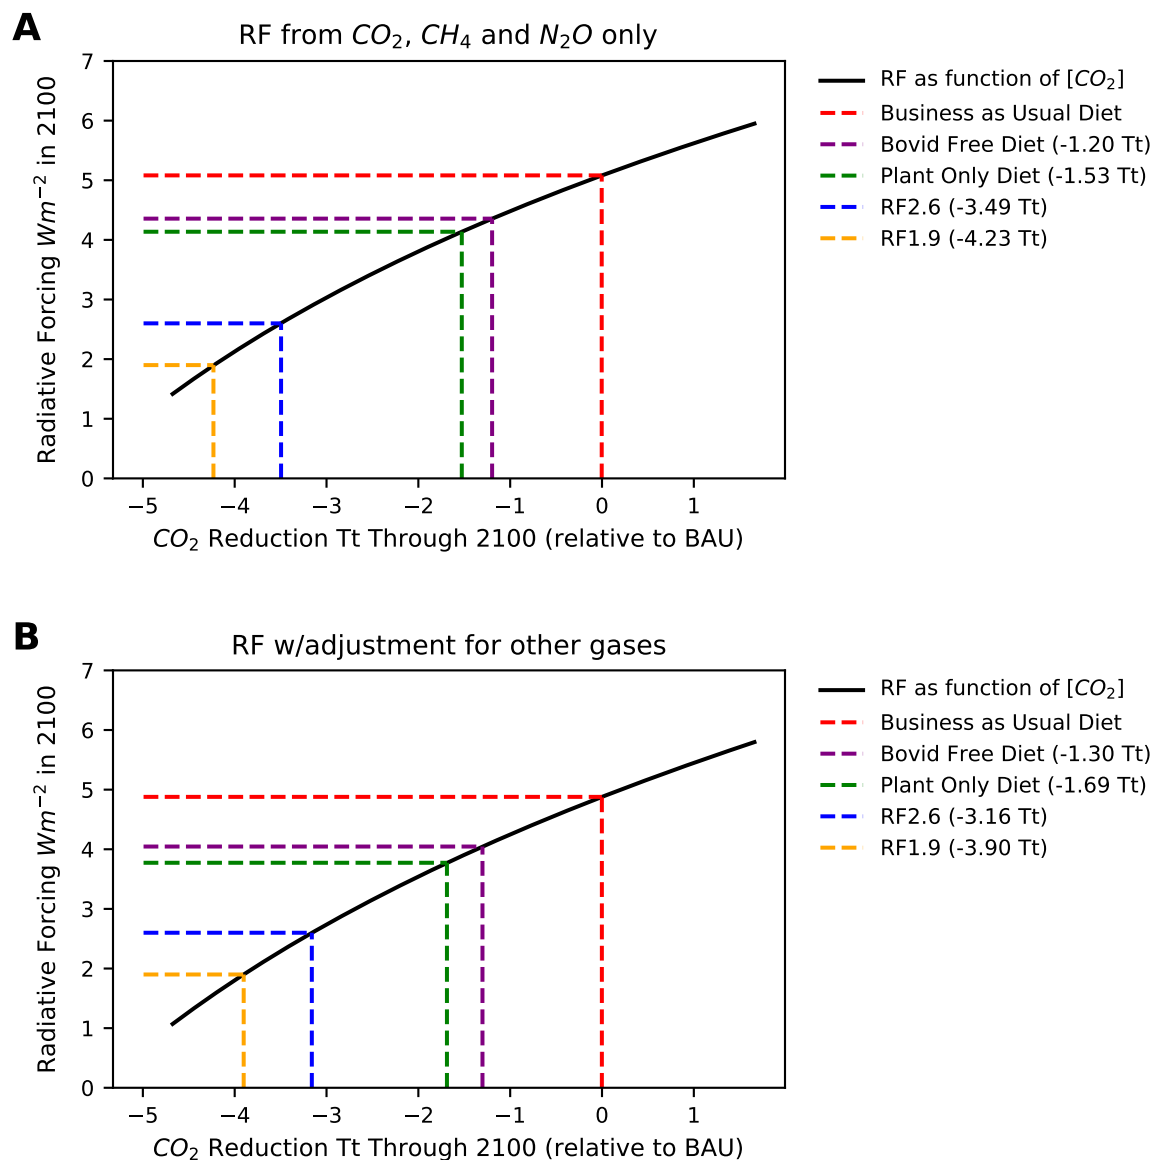 A
RF from CO₂, CH₄ and N₂O only
Radiative Forcing Wm⁻² in 2100
7
6
5
4
3
2
1
0
−5 −4 −3 −2 −1 0 1
CO₂ Reduction Tt Through 2100 (relative to BAU)
RF as function of [CO₂]
Business as Usual Diet
Bovid Free Diet (-1.20 Tt)
Plant Only Diet (-1.53 Tt)
RF2.6 (-3.49 Tt)
RF1.9 (-4.23 Tt)
B
RF w/adjustment for other gases
Radiative Forcing Wm⁻² in 2100
7
6
5
4
3
2
1
0
−5 −4 −3 −2 −1 0 1
CO₂ Reduction Tt Through 2100 (relative to BAU)
RF as function of [CO₂]
Business as Usual Diet
Bovid Free Diet (-1.30 Tt)
Plant Only Diet (-1.69 Tt)
RF2.6 (-3.16 Tt)
RF1.9 (-3.90 Tt)